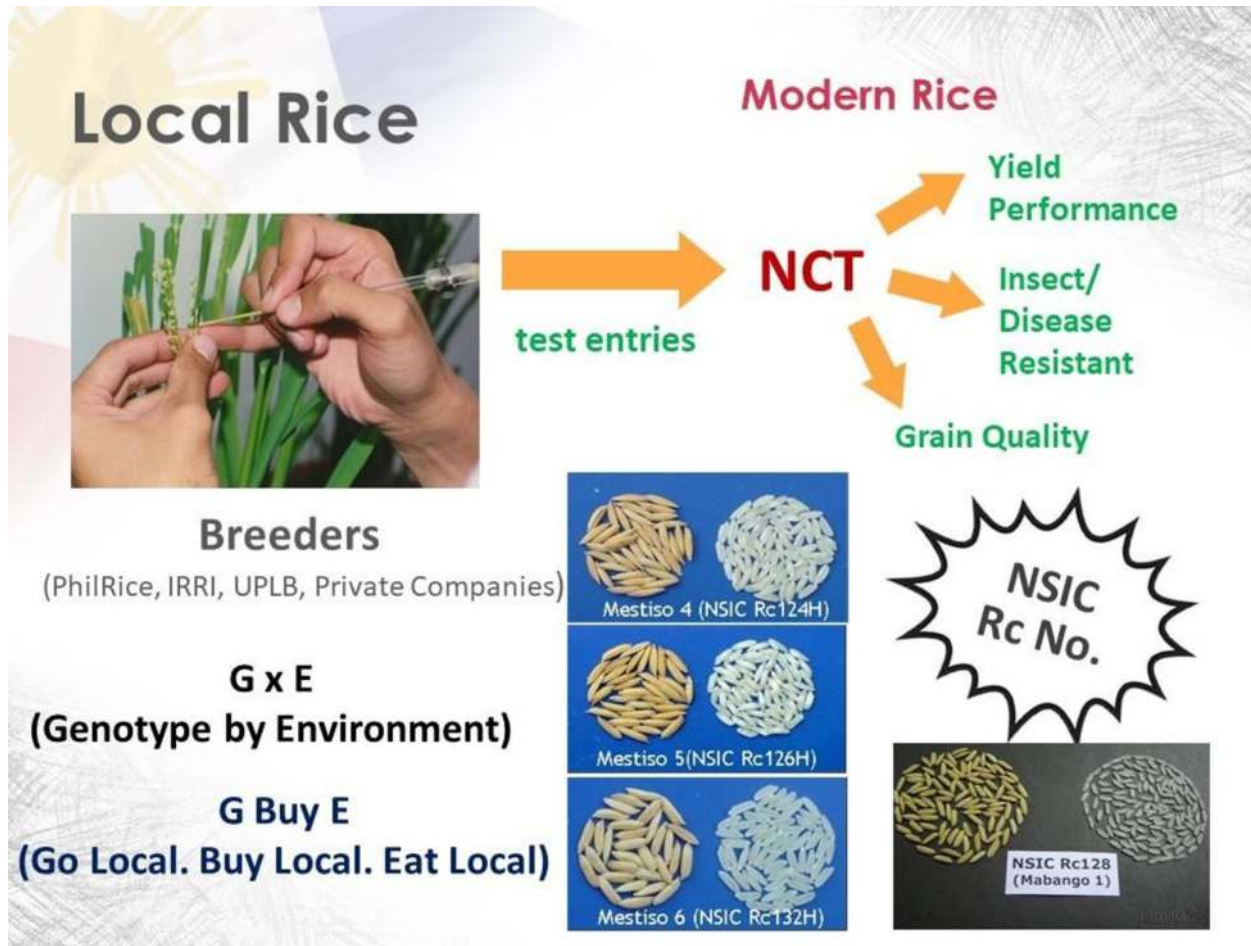 Local Rice
Modern Rice
Yield
Performance
NCT
Insect/
Disease
Resistant
test entries
Grain Quality
Breeders
(PhilRice, IRRI, UPLB, Private Companies)
Mestiso 4 (NSIC Rc124H)
NSIC
Rc No.
G x E
(Genotype by Environment)
Mestiso 5(NSIC Rc126H)
G Buy E
(Go Local. Buy Local. Eat Local)
Mestiso 6 (NSIC Rc132H)
NSIC Rc128
(Mabango 1)